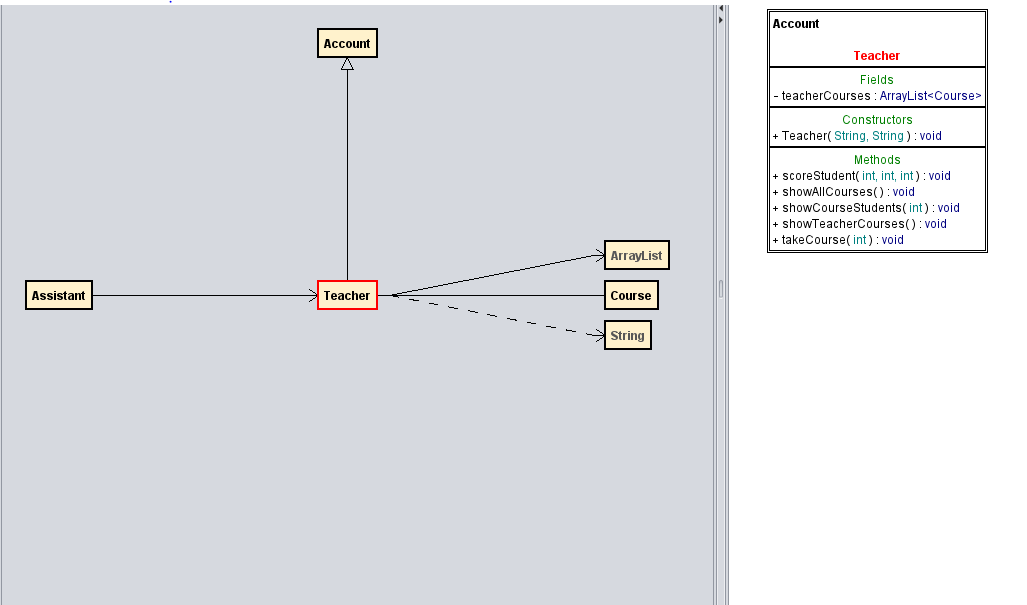 Account
Assistant
Teacher
ArrayList
Course
String
Account
Teacher
Fields
- teacherCourses : ArrayList<Course>
Constructors
+ Teacher( String, String ) : void
Methods
+ scoreStudent( int, int, int ) : void
+ showAllCourses( ) : void
+ showCourseStudents( int ) : void
+ showTeacherCourses( ) : void
+ takeCourse( int ) : void